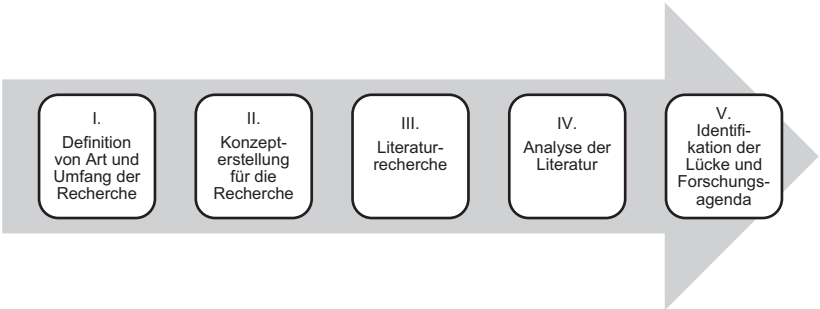 I.
Definition
von Art und
Umfang der
Recherche
II.
Konzept-
erstellung
für die
Recherche
III.
Literatur-
recherche
IV.
Analyse der
Literatur
V.
Identifi-
kation der
Lücke und
Forschungs-
agenda